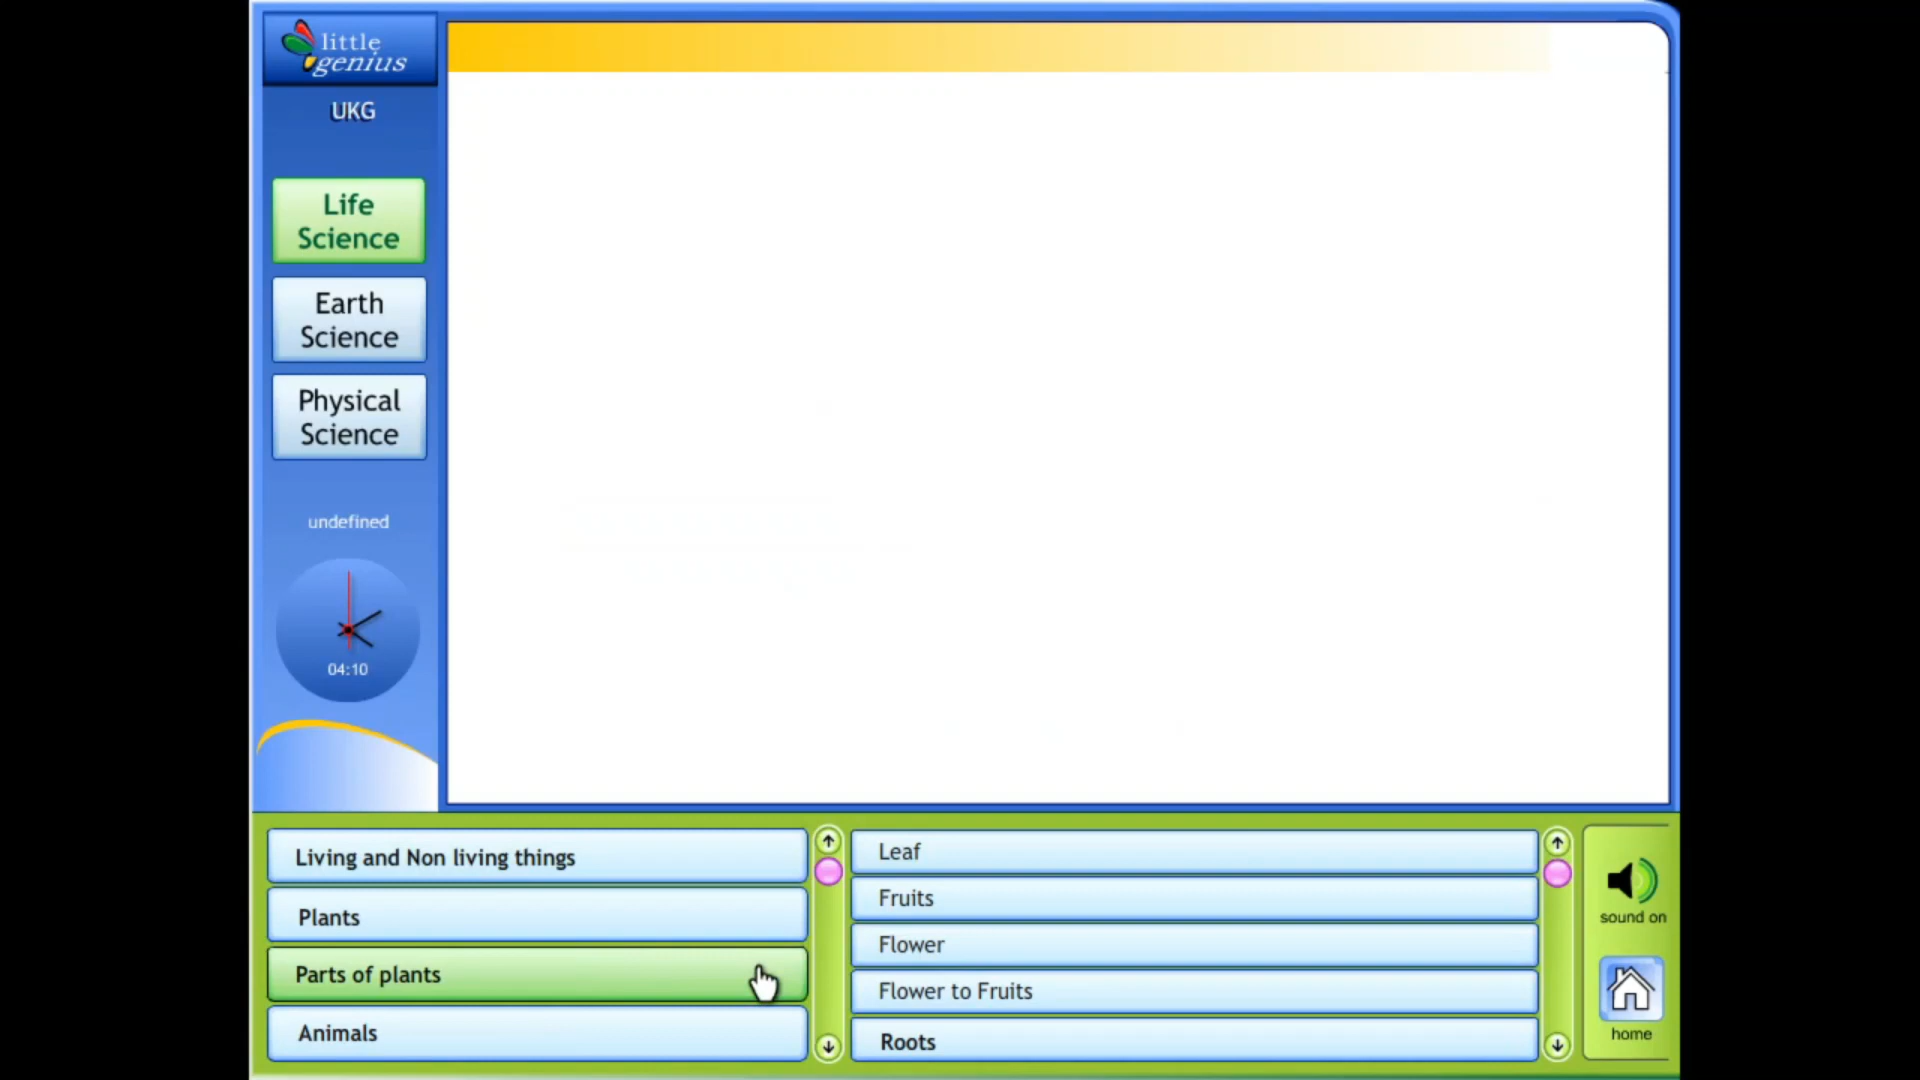 little
genius
UKG
Life
Science
Earth
Science
Physical
Science
undefined
04:10
Living and Non living things
Plants
Parts of plants
Animals
Leaf
Fruits
Flower
Flower to Fruits
Roots
sound on
home